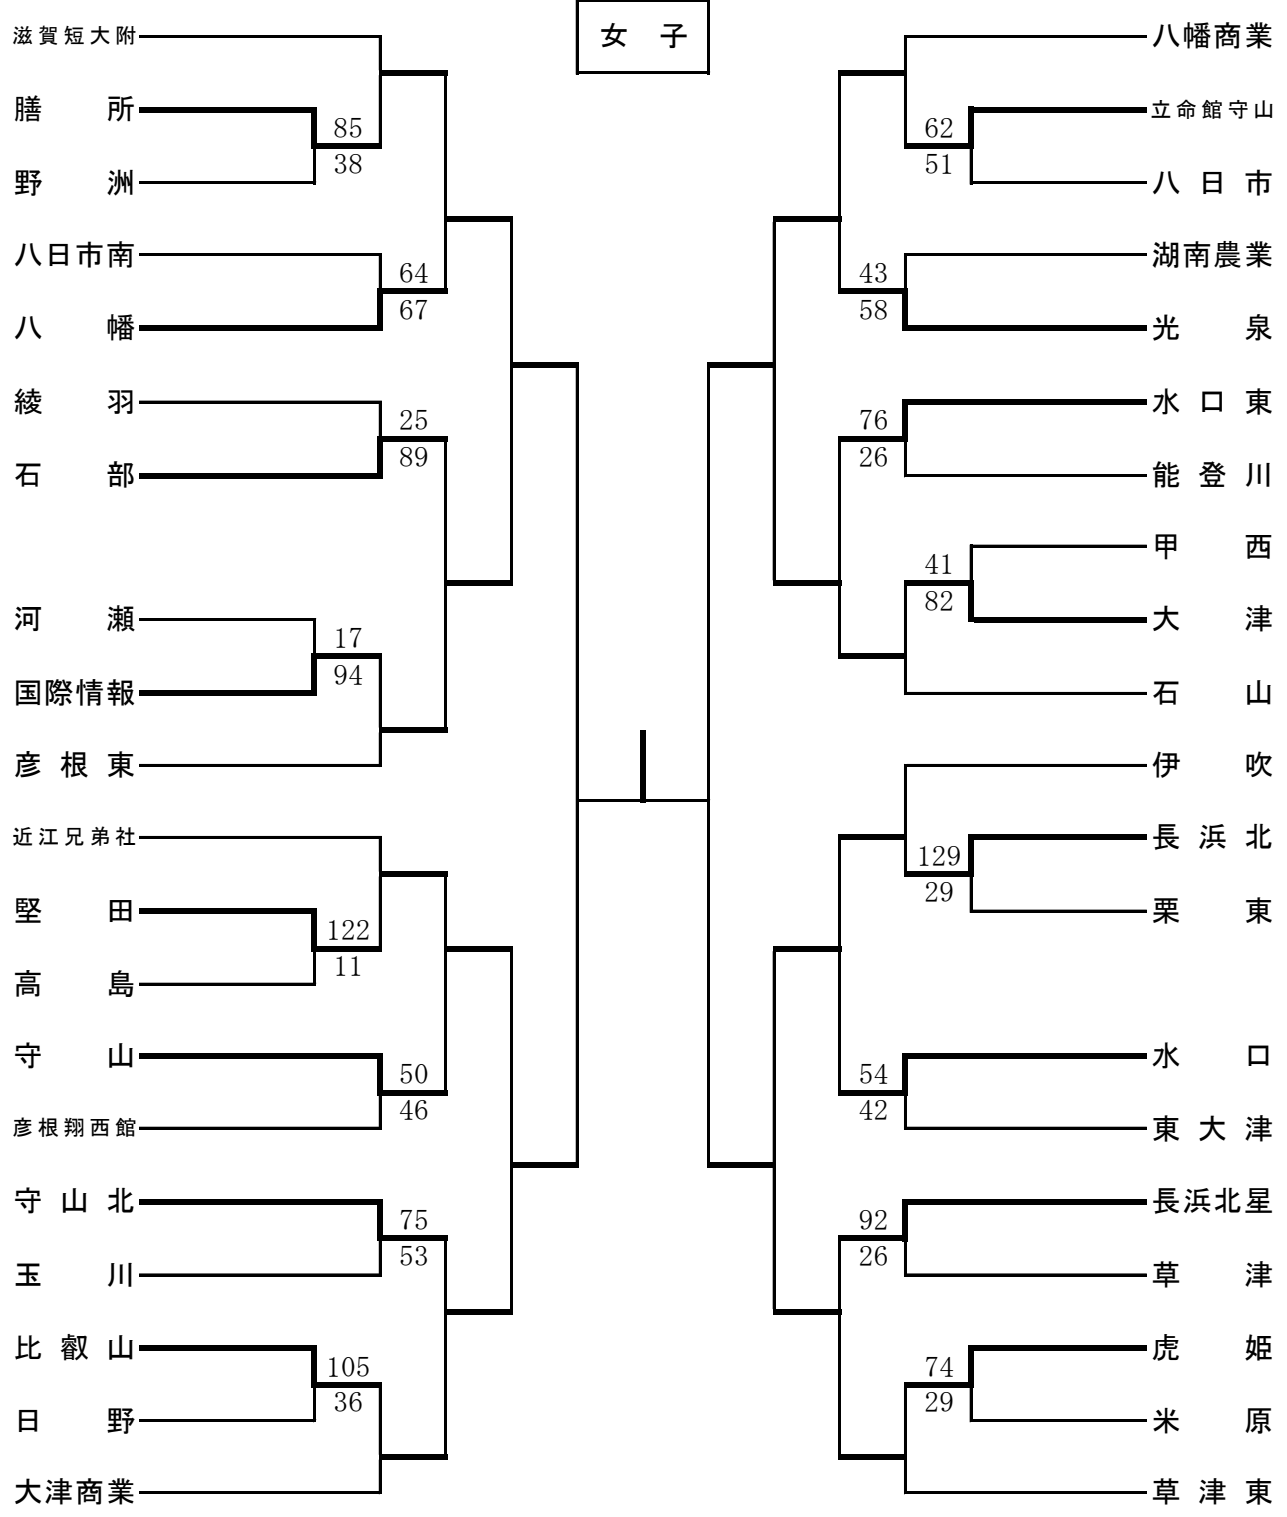 女子
滋賀短大附
膳所
85
38
野洲
八日市南
64
67
八幡
綾羽
25
89
石部
河瀬
17
94
国際情報
彦根東
近江兄弟社
堅田
122
11
高島
守山
50
46
彦根翔西館
守山北
75
53
玉川
比叡山
105
36
日野
大津商業
八幡商業
立命館守山
62
51
八日市
湖南農業
43
58
光泉
水口東
76
26
能登川
甲西
41
82
大津
石山
伊吹
長浜北
129
29
栗東
水口
54
42
東大津
長浜北星
92
26
草津
虎姫
74
29
米原
草津東